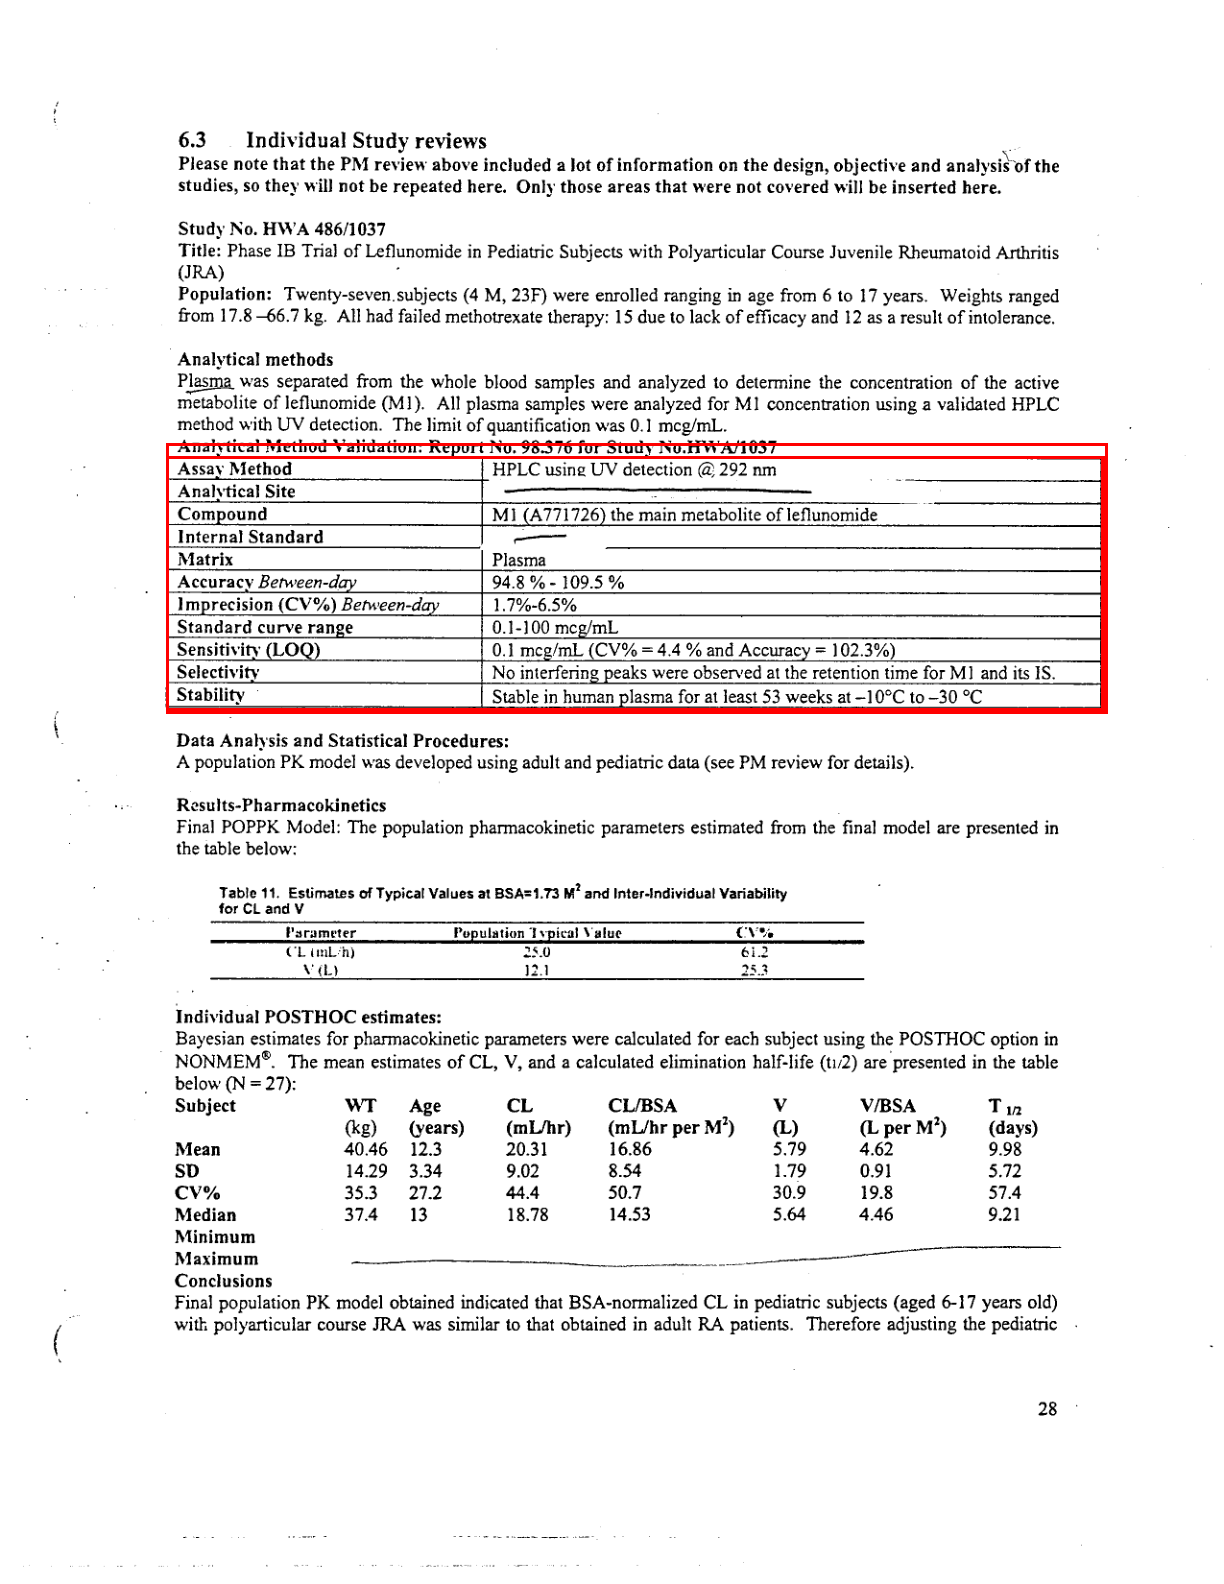 6.3 Individual Study reviews
Please note that the PM review above included a lot of information on the design, objective and analysis of the
studies, so they will not be repeated here. Only those areas that were not covered will be inserted here.
Study No. HWA 486/1037
Title: Phase IB Trial of Leflunomide in Pediatric Subjects with Polyarticular Course Juvenile Rheumatoid Arthritis
(JRA)
Population: Twenty-seven subjects (4 M, 23F) were enrolled ranging in age from 6 to 17 years. Weights ranged
from 17.8 –66.7 kg. All had failed methotrexate therapy: 15 due to lack of efficacy and 12 as a result of intolerance.
Analytical methods
Plasma was separated from the whole blood samples and analyzed to determine the concentration of the active
metabolite of leflunomide (M1). All plasma samples were analyzed for M1 concentration using a validated HPLC
method with UV detection. The limit of quantification was 0.1 mcg/mL.
Analytical Method Validation: Report No. 98.376 for Study No.HWA/1037
Assay Method HPLC using UV detection @ 292 nm
Analytical Site
Compound M1 (A771726) the main metabolite of leflunomide
Internal Standard
Matrix Plasma
Accuracy Between-day 94.8 % - 109.5 %
Imprecision (CV%) Between-day 1.7%-6.5%
Standard curve range 0.1-100 mcg/mL
Sensitivity (LOQ) 0.1 mcg/mL (CV% = 4.4 % and Accuracy = 102.3%)
Selectivity No interfering peaks were observed at the retention time for M1 and its IS.
Stability Stable in human plasma for at least 53 weeks at –10°C to –30 °C
Data Analysis and Statistical Procedures:
A population PK model was developed using adult and pediatric data (see PM review for details).
Results-Pharmacokinetics
Final POPPK Model: The population pharmacokinetic parameters estimated from the final model are presented in
the table below:
Table 11. Estimates of Typical Values at BSA=1.73 M² and Inter-Individual Variability
for CL and V
Parameter Population Typical Value CV%
CL (mL/h) 25.0 61.2
V (L) 12.1 25.3
Individual POSTHOC estimates:
Bayesian estimates for pharmacokinetic parameters were calculated for each subject using the POSTHOC option in
NONMEM®. The mean estimates of CL, V, and a calculated elimination half-life (t1/2) are presented in the table
below (N = 27):
Subject WT Age CL CL/BSA V V/BSA T 1/2
(kg) (years) (mL/hr) (mL/hr per M²) (L) (L per M²) (days)
Mean 40.46 12.3 20.31 16.86 5.79 4.62 9.98
SD 14.29 3.34 9.02 8.54 1.79 0.91 5.72
CV% 35.3 27.2 44.4 50.7 30.9 19.8 57.4
Median 37.4 13 18.78 14.53 5.64 4.46 9.21
Minimum
Maximum
Conclusions
Final population PK model obtained indicated that BSA-normalized CL in pediatric subjects (aged 6-17 years old)
with polyarticular course JRA was similar to that obtained in adult RA patients. Therefore adjusting the pediatric
28